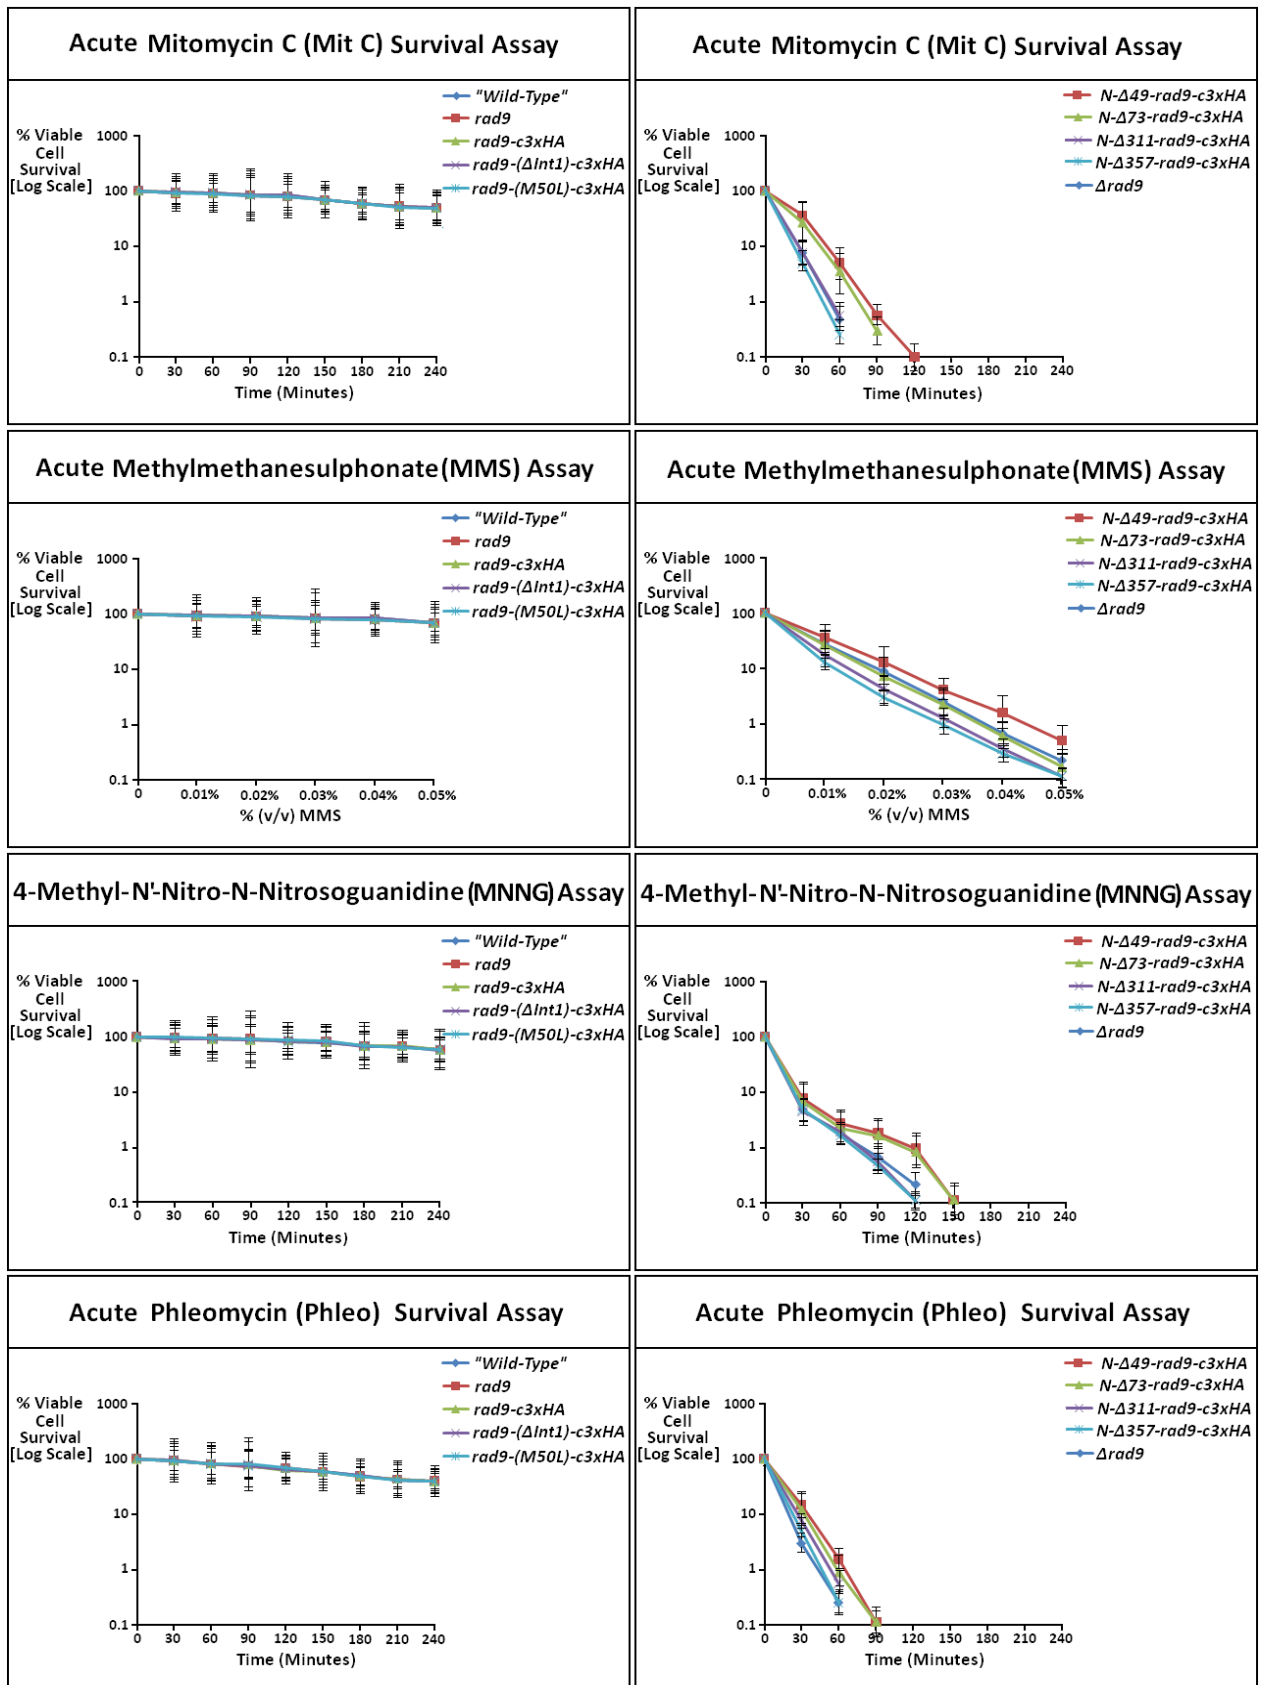 Acute Mitomycin C (Mit C) Survival Assay
% Viable
Cell
Survival
[Log Scale]
1000
100
10
1
0.1
0 30 60 90 120 150 180 210 240
Time (Minutes)
"Wild-Type"
rad9
rad9-c3xHA
rad9-(ΔInt1)-c3xHA
rad9-(M50L)-c3xHA
Acute Mitomycin C (Mit C) Survival Assay
% Viable
Cell
Survival
[Log Scale]
1000
100
10
1
0.1
0 30 60 90 120 150 180 210 240
Time (Minutes)
N-Δ49-rad9-c3xHA
N-Δ73-rad9-c3xHA
N-Δ311-rad9-c3xHA
N-Δ357-rad9-c3xHA
Δrad9
Acute Methylmethanesulphonate (MMS) Assay
% Viable
Cell
Survival
[Log Scale]
1000
100
10
1
0.1
0 0.01% 0.02% 0.03% 0.04% 0.05%
% (v/v) MMS
"Wild-Type"
rad9
rad9-c3xHA
rad9-(ΔInt1)-c3xHA
rad9-(M50L)-c3xHA
Acute Methylmethanesulphonate (MMS) Assay
% Viable
Cell
Survival
[Log Scale]
1000
100
10
1
0.1
0 0.01% 0.02% 0.03% 0.04% 0.05%
% (v/v) MMS
N-Δ49-rad9-c3xHA
N-Δ73-rad9-c3xHA
N-Δ311-rad9-c3xHA
N-Δ357-rad9-c3xHA
Δrad9
4-Methyl-N'-Nitro-N-Nitrosoguanidine (MNNG) Assay
% Viable
Cell
Survival
[Log Scale]
1000
100
10
1
0.1
0 30 60 90 120 150 180 210 240
Time (Minutes)
"Wild-Type"
rad9
rad9-c3xHA
rad9-(ΔInt1)-c3xHA
rad9-(M50L)-c3xHA
4-Methyl-N'-Nitro-N-Nitrosoguanidine (MNNG) Assay
% Viable
Cell
Survival
[Log Scale]
1000
100
10
1
0.1
0 30 60 90 120 150 180 210 240
Time (Minutes)
N-Δ49-rad9-c3xHA
N-Δ73-rad9-c3xHA
N-Δ311-rad9-c3xHA
N-Δ357-rad9-c3xHA
Δrad9
Acute Phleomycin (Phleo) Survival Assay
% Viable
Cell
Survival
[Log Scale]
1000
100
10
1
0.1
0 30 60 90 120 150 180 210 240
Time (Minutes)
"Wild-Type"
rad9
rad9-c3xHA
rad9-(ΔInt1)-c3xHA
rad9-(M50L)-c3xHA
Acute Phleomycin (Phleo) Survival Assay
% Viable
Cell
Survival
[Log Scale]
1000
100
10
1
0.1
0 30 60 90 120 150 180 210 240
Time (Minutes)
N-Δ49-rad9-c3xHA
N-Δ73-rad9-c3xHA
N-Δ311-rad9-c3xHA
N-Δ357-rad9-c3xHA
Δrad9